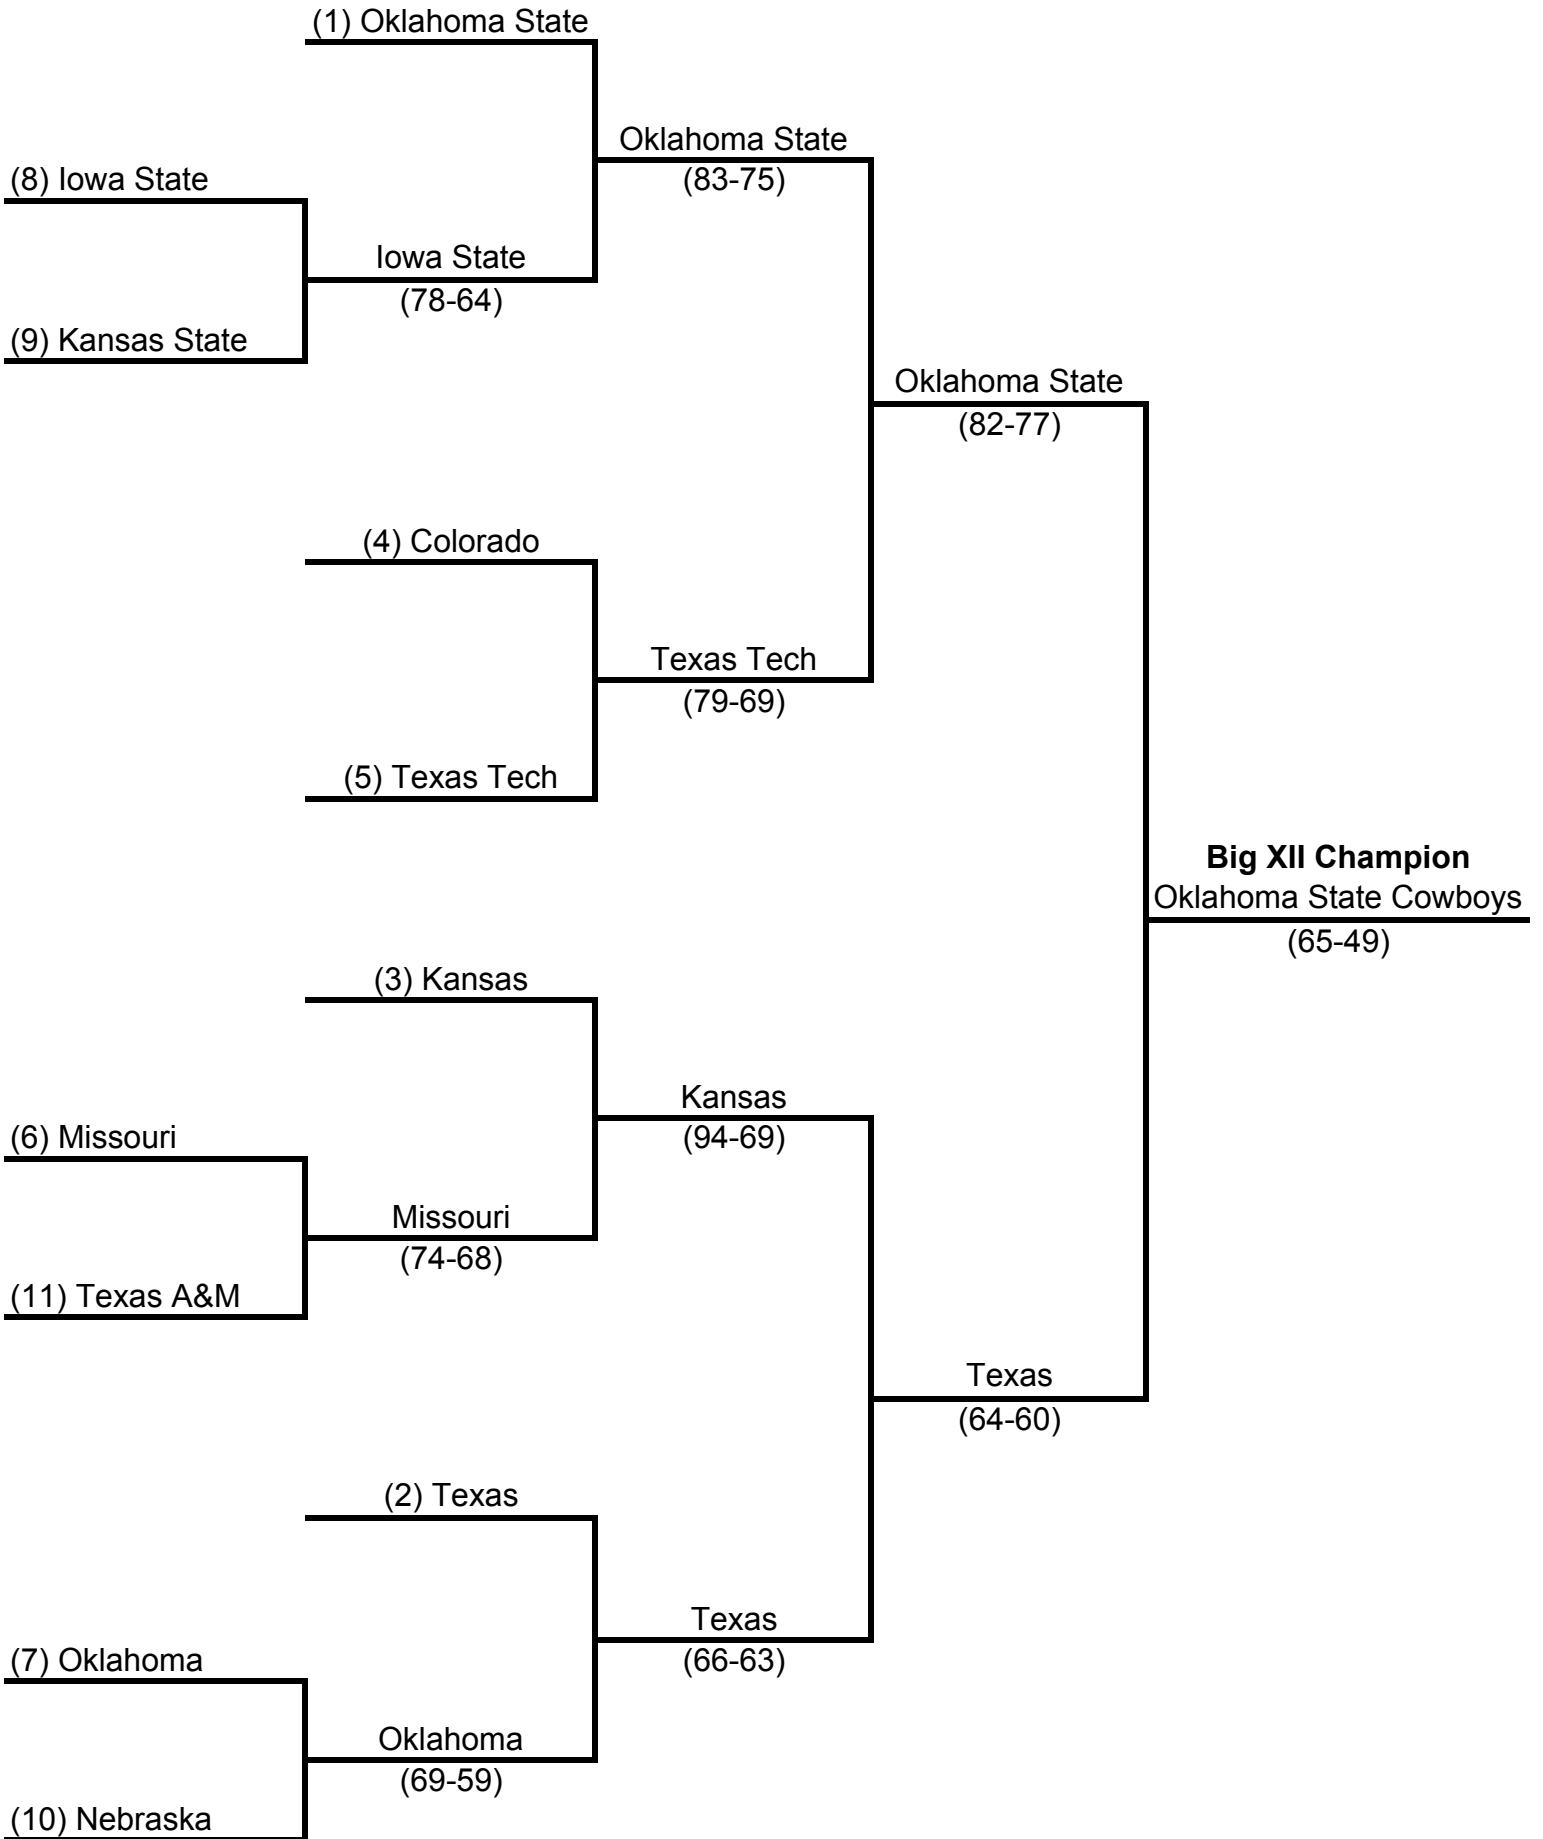 (1) Oklahoma State
Oklahoma State
(83-75)
(8) Iowa State
Iowa State
(78-64)
(9) Kansas State
Oklahoma State
(82-77)
(4) Colorado
Texas Tech
(79-69)
(5) Texas Tech
Big XII Champion
Oklahoma State Cowboys
(65-49)
(3) Kansas
Kansas
(94-69)
(6) Missouri
Missouri
(74-68)
(11) Texas A&M
Texas
(64-60)
(2) Texas
Texas
(66-63)
(7) Oklahoma
Oklahoma
(69-59)
(10) Nebraska